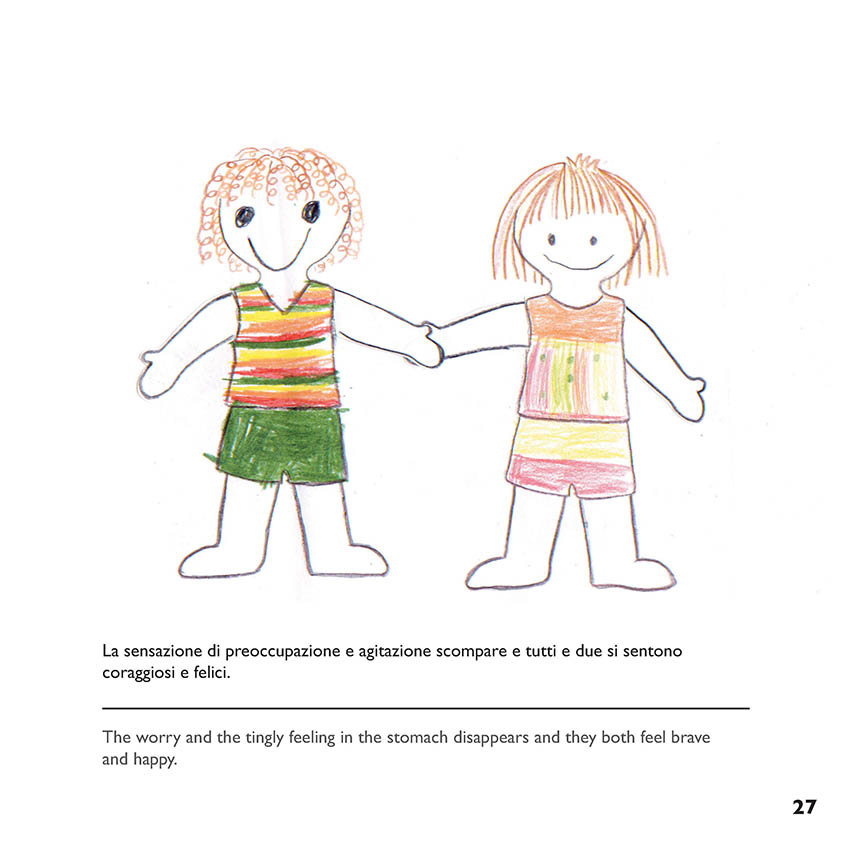 La sensazione di preoccupazione e agitazione scompare e tutti e due si sentono
coraggiosi e felici.
The worry and the tingly feeling in the stomach disappears and they both feel brave
and happy.
27